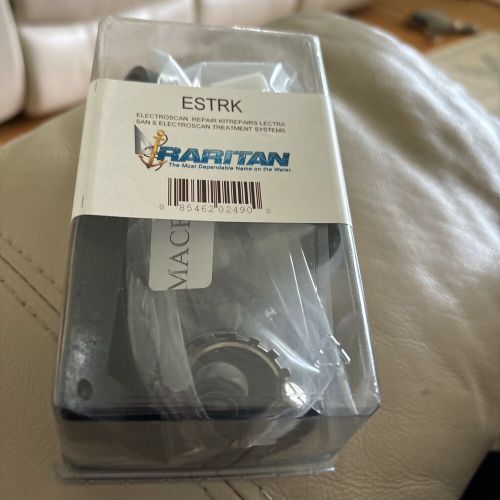 ESTRK
ELECTROSCAN, REPAIR KITREPAIRS LECTRA
SAN & ELECTROSCAN TREATMENT SYSTEMS
RARITAN
The Most Dependable Name on the Water.
0 85462 02490 0
MACE